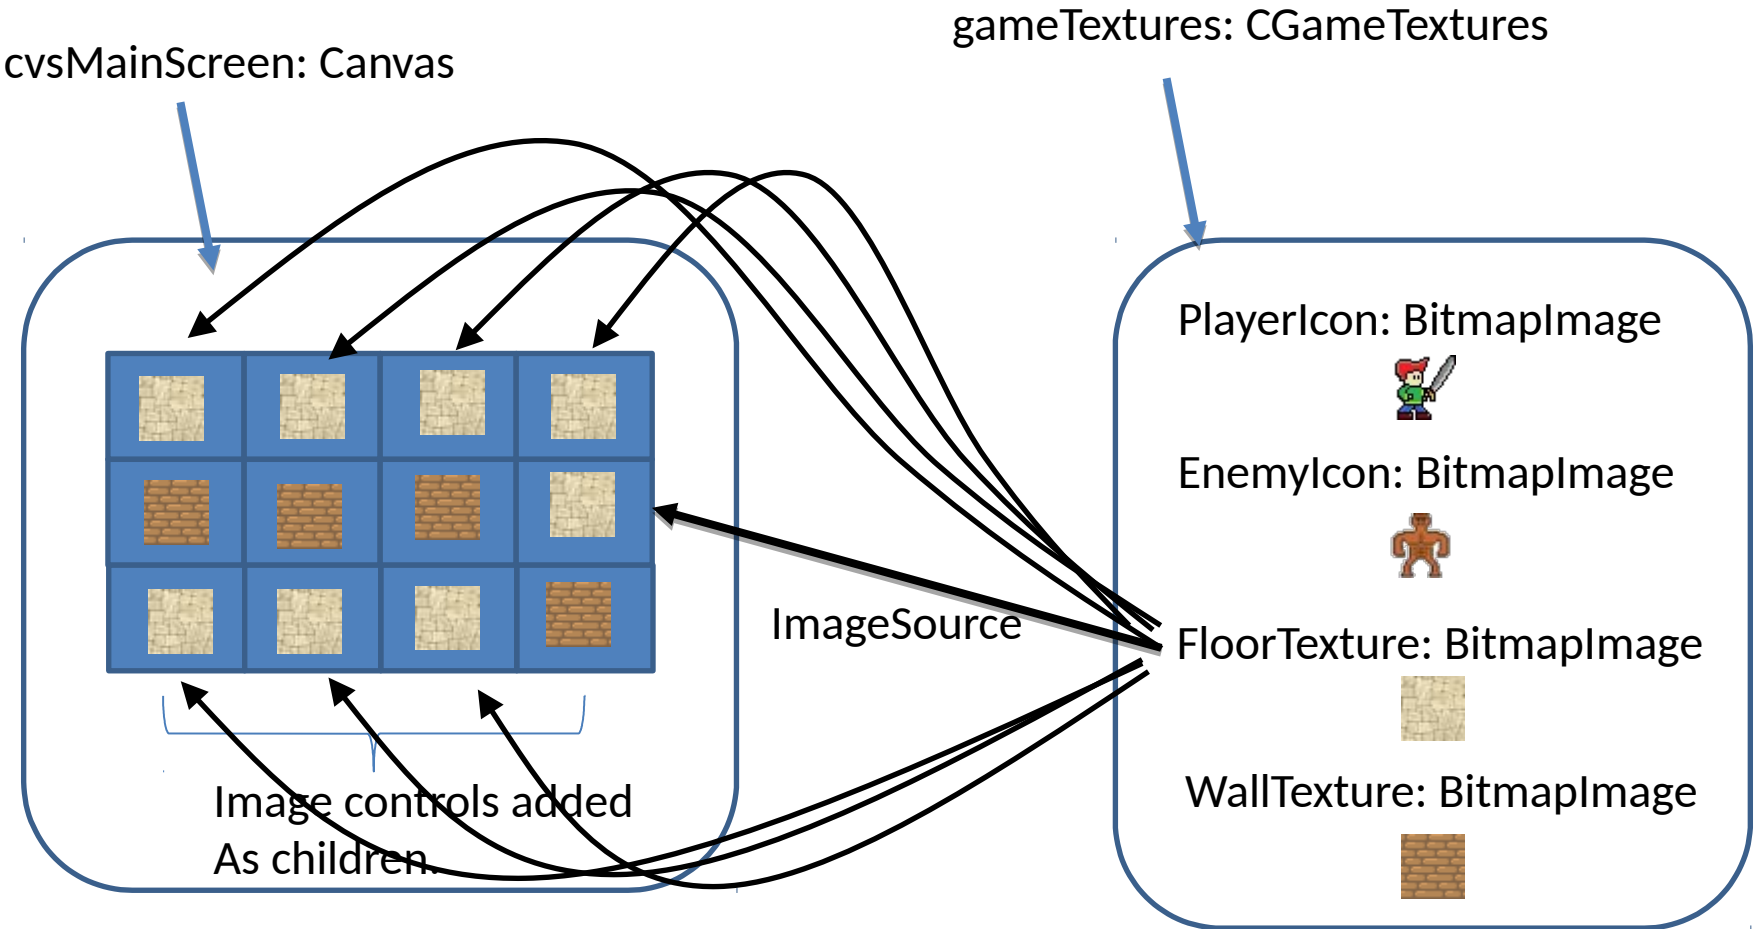 gameTextures: CGameTextures
cvsMainScreen: Canvas
PlayerIcon: BitmapImage
EnemyIcon: BitmapImage
ImageSource
FloorTexture: BitmapImage
WallTexture: BitmapImage
Image controls added
As children.